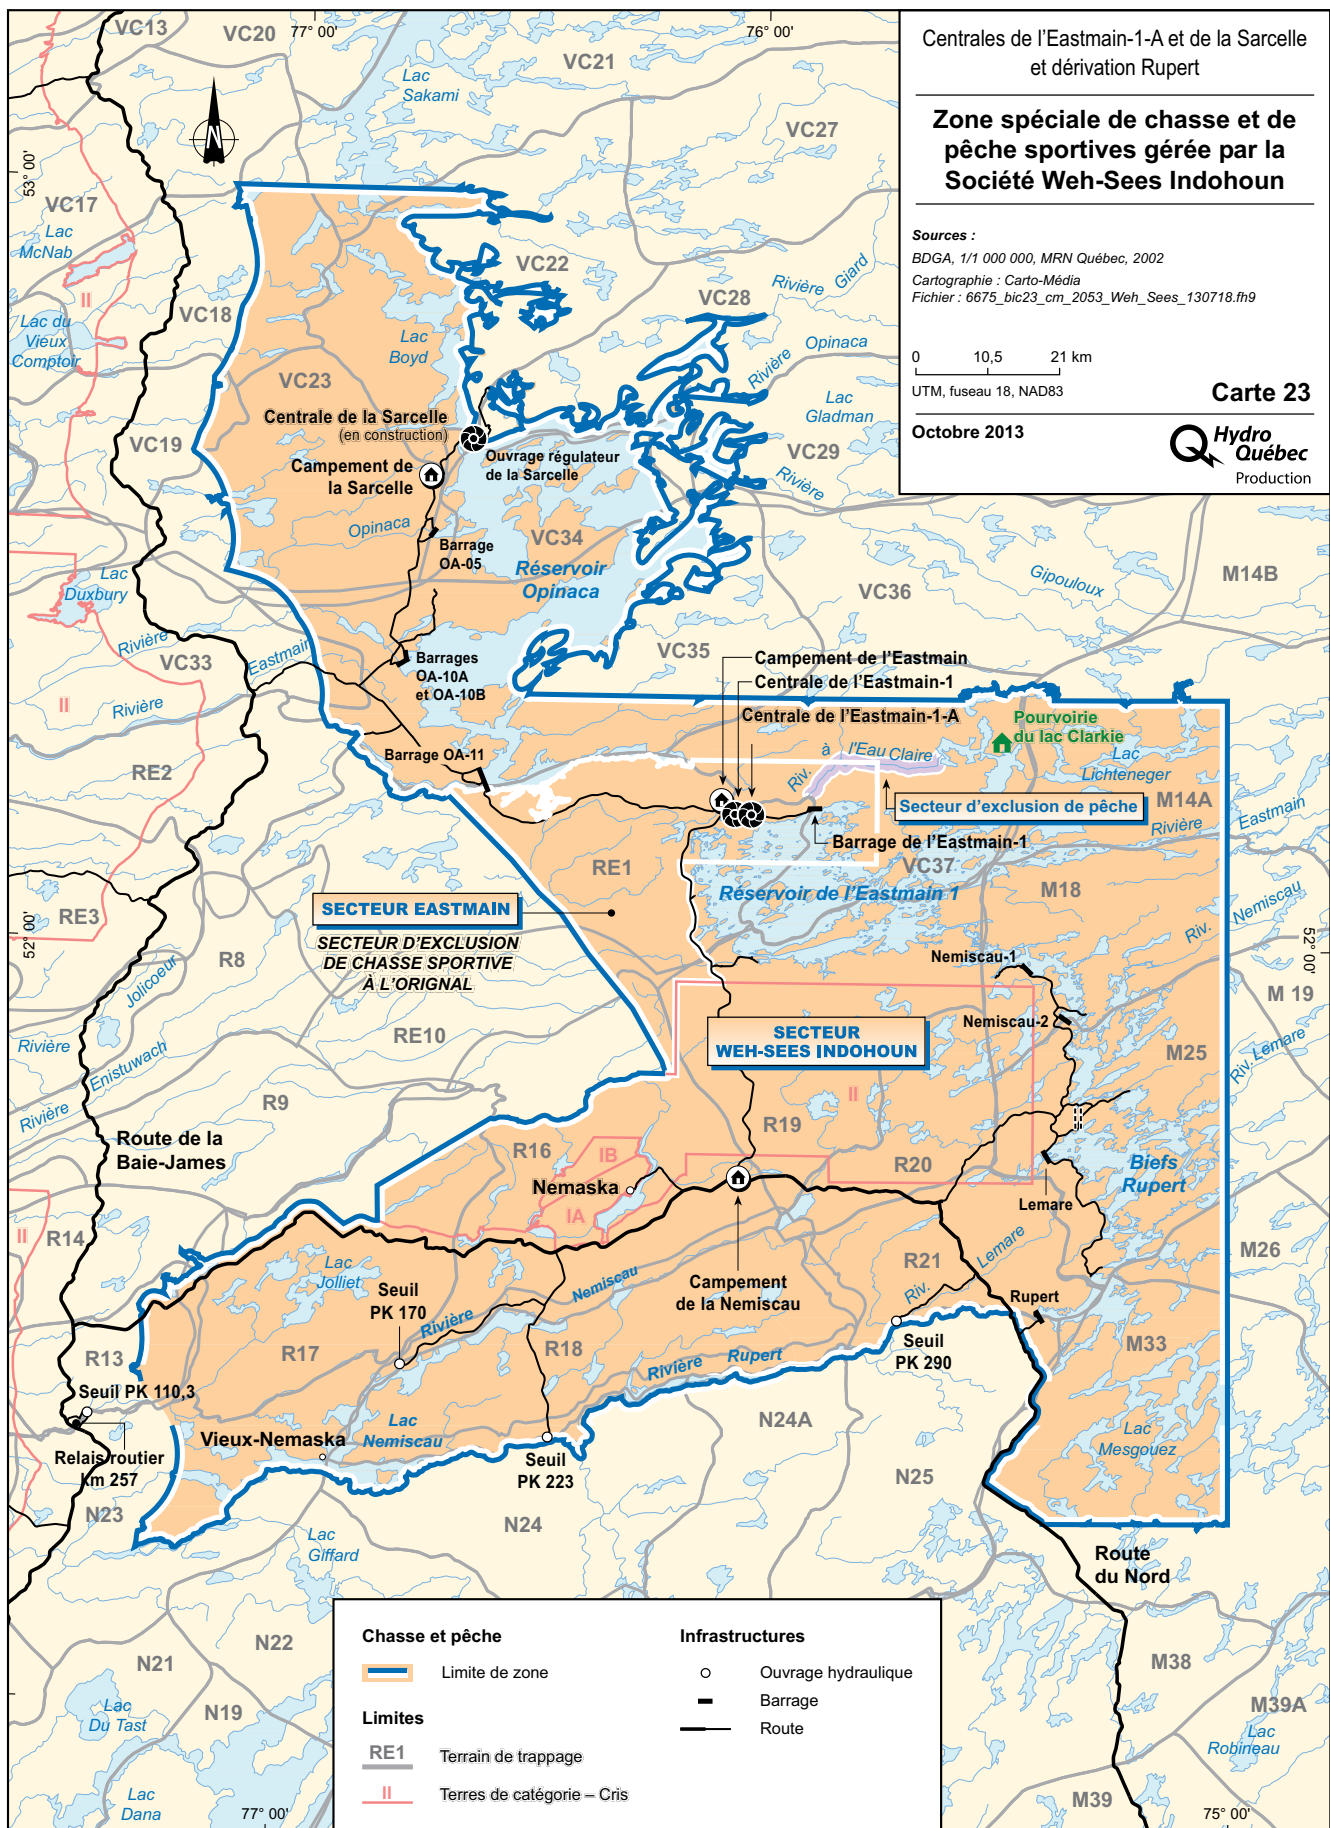 Centrales de l'Eastmain-1-A et de la Sarcelle
et dérivation Rupert
Zone spéciale de chasse et de
pêche sportives gérée par la
Société Weh-Sees Indohoun
Sources :
BDGA, 1/1 000 000, MRN Québec, 2002
Cartographie : Carto-Média
Fichier : 6675_bic23_cm_2053_Weh_Sees_130718.fh9
0 10,5 21 km
UTM, fuseau 18, NAD83
Carte 23
Octobre 2013
Hydro
Québec
Production
77° 00'
76° 00'
53° 00'
52° 00'
52° 00'
77° 00'
75° 00'
N
VC13
VC20
VC21
Lac
Sakami
VC27
VC17
Lac
McNab
II
VC22
Rivière Giard
VC28
VC18
Lac du
Vieux
Comptoir
Lac
Boyd
Rivière Opinaca
VC23
Lac
Gladman
Centrale de la Sarcelle
(en construction)
VC19
VC29
Ouvrage régulateur
de la Sarcelle
Campement de
la Sarcelle
Rivière
Opinaca
VC34
Barrage
OA-05
Réservoir
Opinaca
Lac
Duxbury
Gipouloux
M14B
VC36
Rivière
Eastmain
VC33
VC35
Barrages
OA-10A
et OA-10B
Campement de l'Eastmain
Centrale de l'Eastmain-1
Centrale de l'Eastmain-1-A
II
Rivière
Pourvoirie
du lac Clarkie
Barrage OA-11
Riv. à l'Eau Claire
Lac
Lichteneger
RE2
Secteur d'exclusion de pêche
M14A
Rivière Eastmain
Barrage de l'Eastmain-1
RE1
VC37
M18
Réservoir de l'Eastmain 1
SECTEUR EASTMAIN
SECTEUR D'EXCLUSION
DE CHASSE SPORTIVE
À L'ORIGNAL
RE3
Riv. Nemiscau
R8
Nemiscau-1
Jolicoeur
Rivière
M 19
Nemiscau-2
SECTEUR
WEH-SEES INDOHOUN
RE10
M25
Riv. Lemare
Rivière Enistuwach
II
R9
R19
Route de la
Baie-James
R16
IB
R20
Biefs
Rupert
Nemaska
IA
Lemare
II
R14
M26
Lac
Jolliet
R21
Riv. Lemare
Campement
de la Nemiscau
Seuil
PK 170
Rivière Nemiscau
Rupert
R13
R17
R18
Seuil
PK 290
M33
Rivière Rupert
Seuil PK 110,3
N24A
Lac
Nemiscau
Vieux-Nemaska
Lac
Mesgouez
Relais routier
km 257
Seuil
PK 223
N25
N23
N24
Lac
Giffard
Route
du Nord
N22
N21
M38
Lac
Du Tast
N19
M39A
Lac
Robineau
Lac
Dana
M39
Chasse et pêche
Limite de zone
Limites
RE1 Terrain de trappage
II Terres de catégorie – Cris
Infrastructures
Ouvrage hydraulique
Barrage
Route